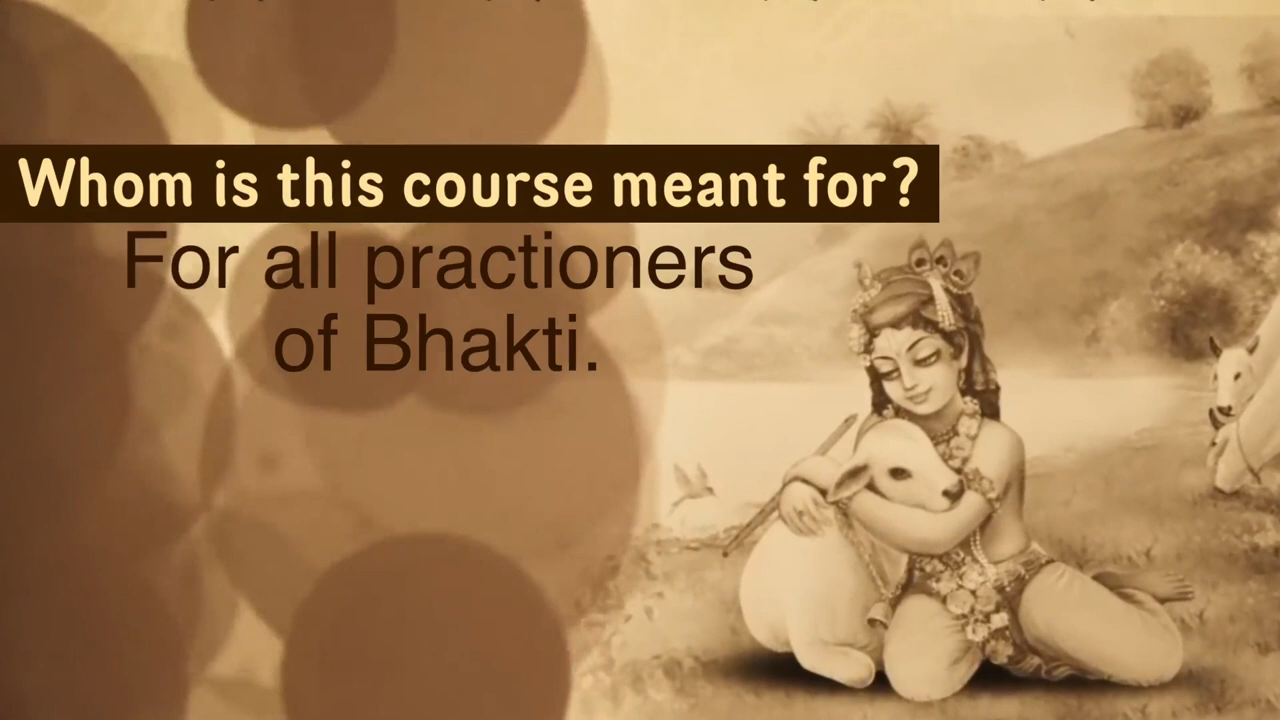 Whom is this course meant for?
For all practioners
of Bhakti.